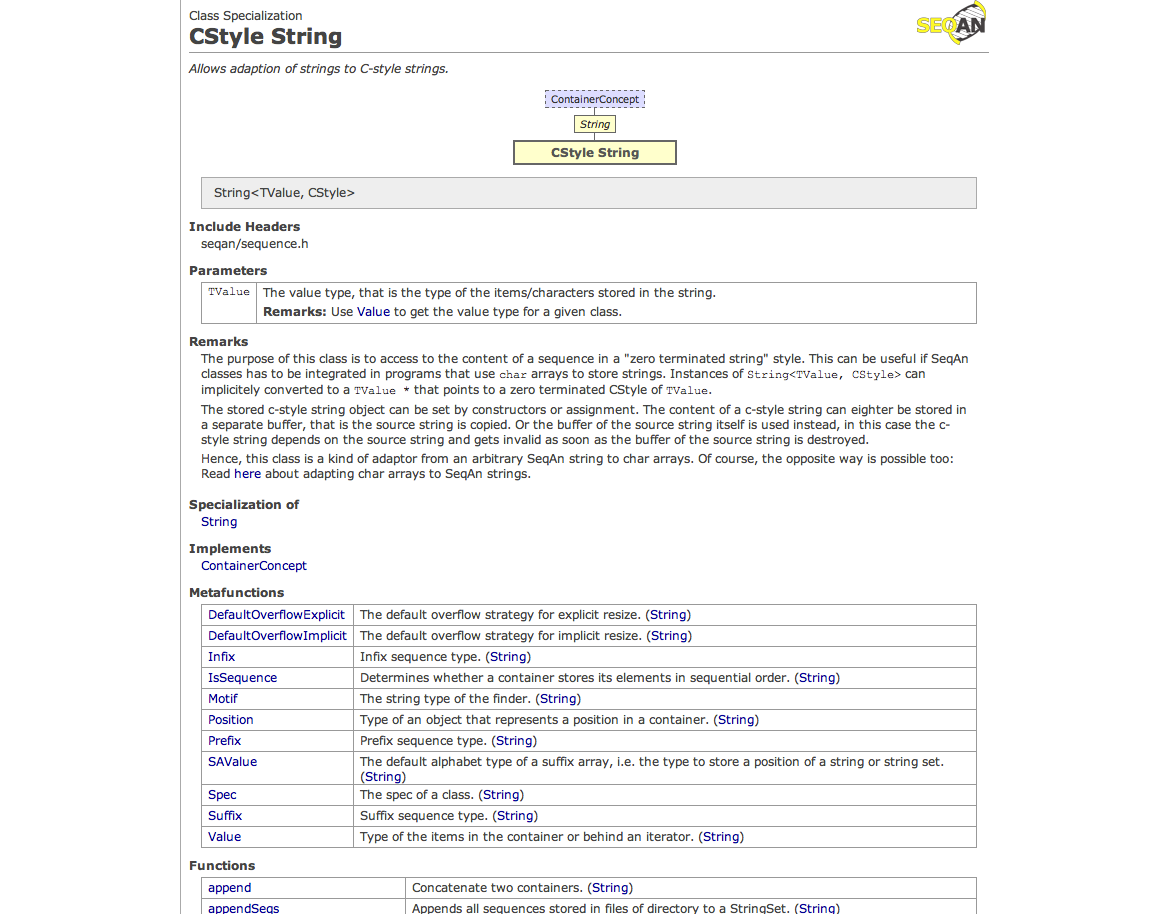 Class Specialization
CStyle String
SEQAN
Allows adaption of strings to C-style strings.
ContainerConcept
String
CStyle String
String<TValue, CStyle>
Include Headers
seqan/sequence.h
Parameters
TValue The value type, that is the type of the items/characters stored in the string.
Remarks: Use Value to get the value type for a given class.
Remarks
The purpose of this class is to access to the content of a sequence in a "zero terminated string" style. This can be useful if SeqAn
classes has to be integrated in programs that use char arrays to store strings. Instances of String<TValue, CStyle> can
implicitly converted to a TValue * that points to a zero terminated CStyle of TValue.
The stored c-style string object can be set by constructors or assignment. The content of a c-style string can eighter be stored in
a separate buffer, that is the source string is copied. Or the buffer of the source string itself is used instead, in this case the c-
style string depends on the source string and gets invalid as soon as the buffer of the source string is destroyed.
Hence, this class is a kind of adaptor from an arbitrary SeqAn string to char arrays. Of course, the opposite way is possible too:
Read here about adapting char arrays to SeqAn strings.
Specialization of
String
Implements
ContainerConcept
Metafunctions
DefaultOverflowExplicit The default overflow strategy for explicit resize. (String)
DefaultOverflowImplicit The default overflow strategy for implicit resize. (String)
Infix Infix sequence type. (String)
IsSequence Determines whether a container stores its elements in sequential order. (String)
Motif The string type of the finder. (String)
Position Type of an object that represents a position in a container. (String)
Prefix Prefix sequence type. (String)
SAValue The default alphabet type of a suffix array, i.e. the type to store a position of a string or string set.
(String)
Spec The spec of a class. (String)
Suffix Suffix sequence type. (String)
Value Type of the items in the container or behind an iterator. (String)
Functions
append Concatenate two containers. (String)
appendSeqs Appends all sequences stored in files of directory to a StringSet. (String)